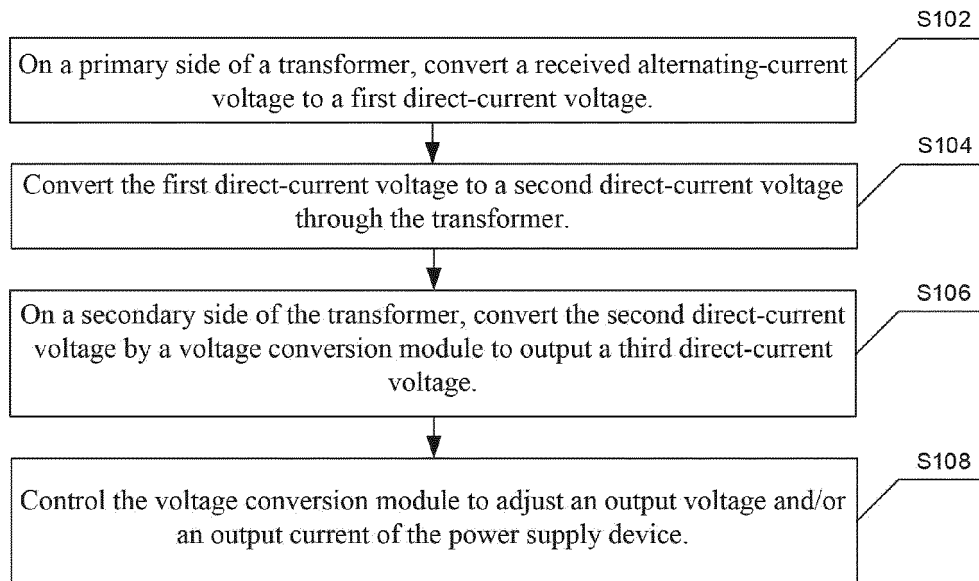 S102
On a primary side of a transformer, convert a received alternating-current
voltage to a first direct-current voltage.
S104
Convert the first direct-current voltage to a second direct-current voltage
through the transformer.
S106
On a secondary side of the transformer, convert the second direct-current
voltage by a voltage conversion module to output a third direct-current
voltage.
S108
Control the voltage conversion module to adjust an output voltage and/or
an output current of the power supply device.